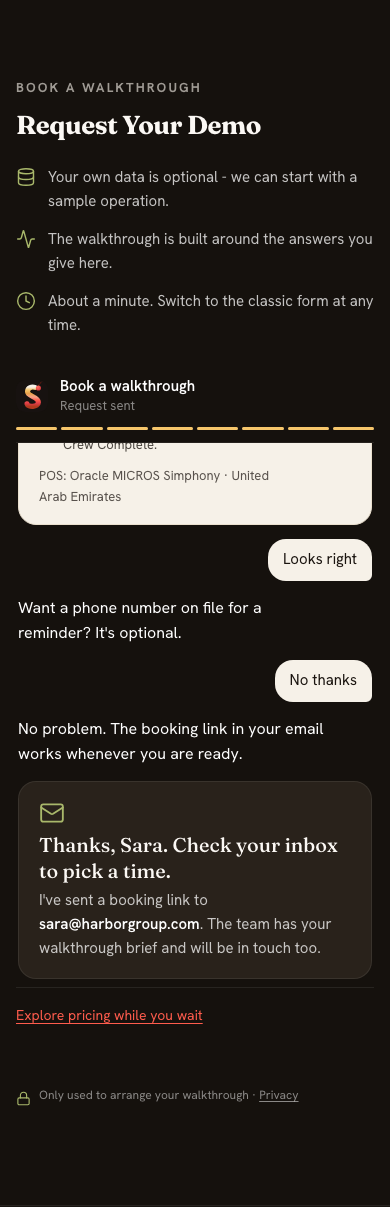 BOOK A WALKTHROUGH
Request Your Demo
Your own data is optional - we can start with a
sample operation.
The walkthrough is built around the answers you
give here.
About a minute. Switch to the classic form at any
time.
Book a walkthrough
Request sent
Crew Complete.
POS: Oracle MICROS Simphony · United
Arab Emirates
Looks right
Want a phone number on file for a
reminder? It's optional.
No thanks
No problem. The booking link in your email
works whenever you are ready.
Thanks, Sara. Check your inbox
to pick a time.
I've sent a booking link to
sara@harborgroup.com. The team has your
walkthrough brief and will be in touch too.
Explore pricing while you wait
Only used to arrange your walkthrough · Privacy